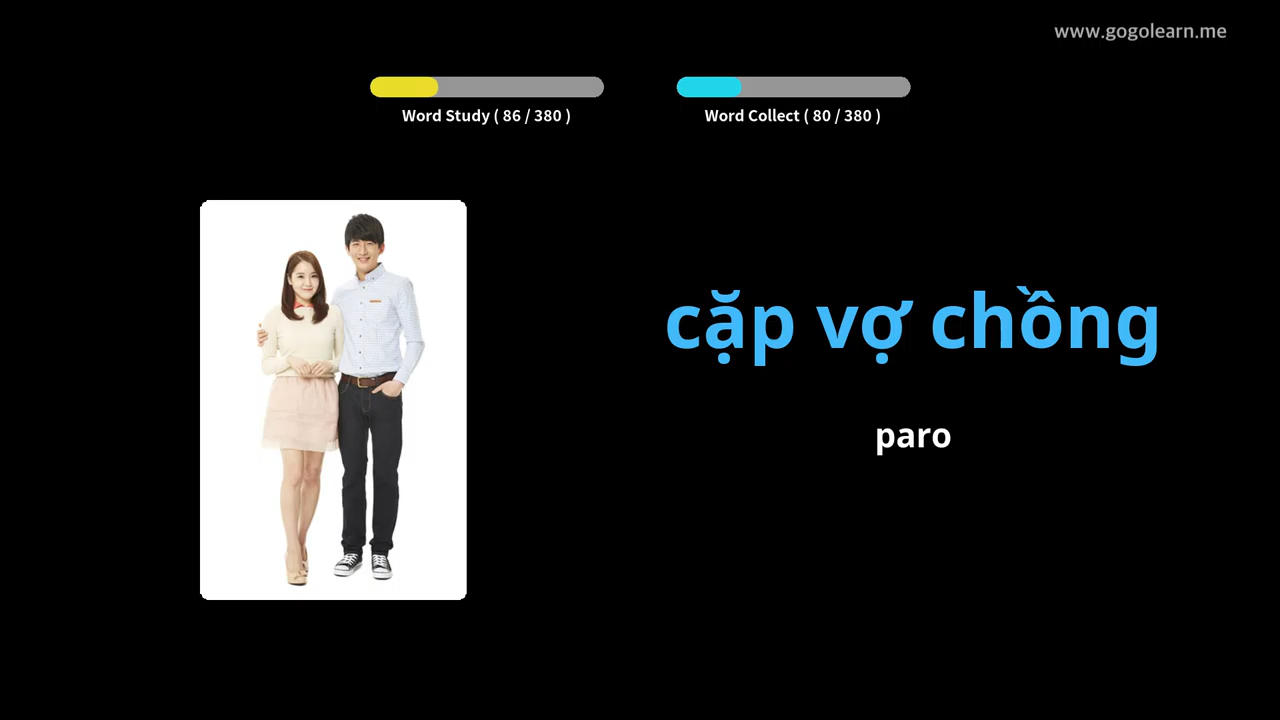 www.gogolearn.me
Word Study ( 86 / 380 )
Word Collect ( 80 / 380 )
cặp vợ chồng
paro